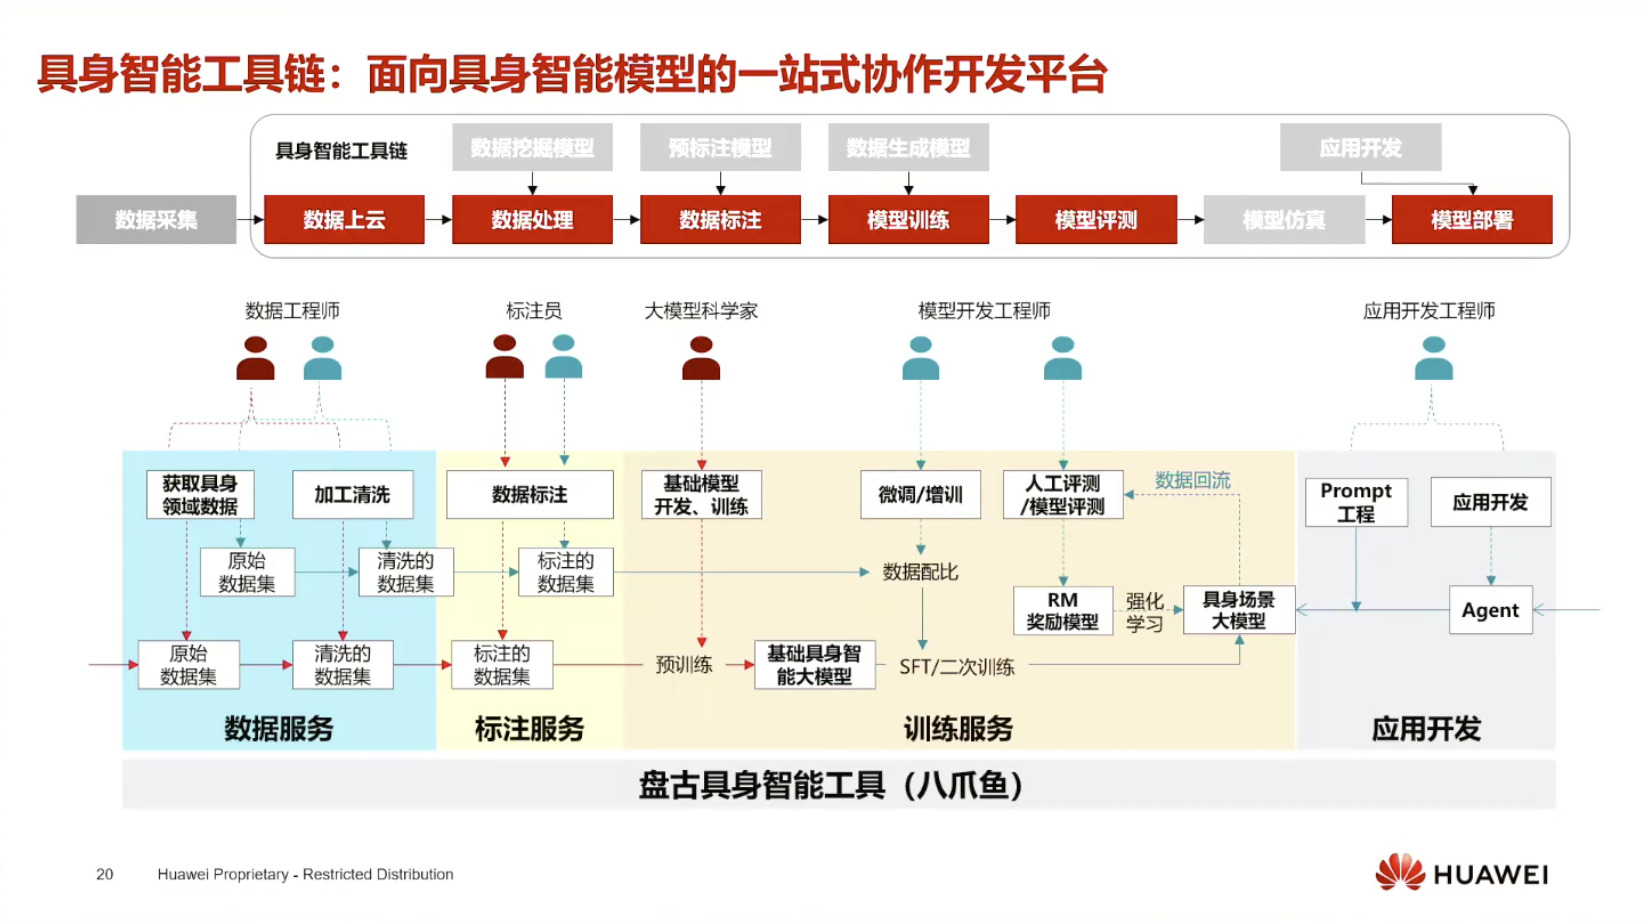 具身智能工具链：面向具身智能模型的一站式协作开发平台
具身智能工具链
数据挖掘模型
预标注模型
数据生成模型
应用开发
数据采集
数据上云
数据处理
数据标注
模型训练
模型评测
模型仿真
模型部署
数据工程师
标注员
大模型科学家
模型开发工程师
应用开发工程师
获取具身
领域数据
加工清洗
数据标注
基础模型
开发、训练
微调/增训
人工评测
/模型评测
数据回流
Prompt
工程
应用开发
原始
数据集
清洗的
数据集
标注的
数据集
数据配比
RM
奖励模型
强化
学习
具身场景
大模型
Agent
原始
数据集
清洗的
数据集
标注的
数据集
预训练
基础具身智
能大模型
SFT/二次训练
数据服务
标注服务
训练服务
应用开发
盘古具身智能工具（八爪鱼）
20
Huawei Proprietary - Restricted Distribution
HUAWEI